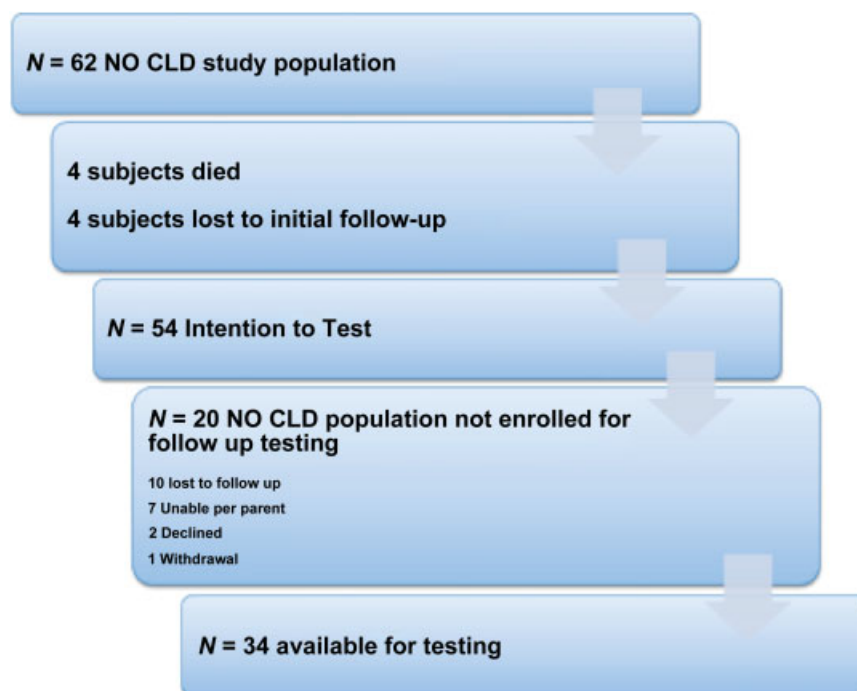 N = 62 NO CLD study population
4 subjects died
4 subjects lost to initial follow-up
N = 54 Intention to Test
N = 20 NO CLD population not enrolled for
follow up testing
10 lost to follow up
7 Unable per parent
2 Declined
1 Withdrawal
N = 34 available for testing